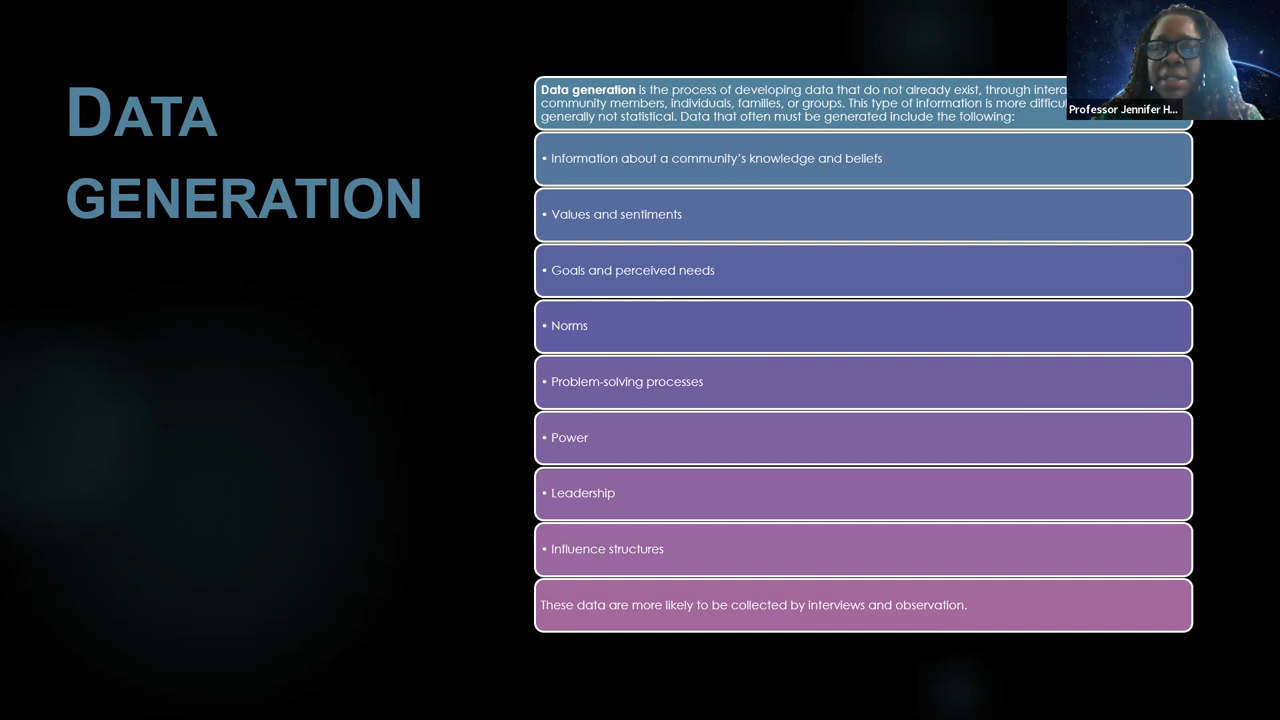 DATA
GENERATION
Data generation is the process of developing data that do not already exist, through
community members, individuals, families, or groups. This type of information is more
generally not statistical. Data that often must be generated include the following:
• Information about a community's knowledge and beliefs
• Values and sentiments
• Goals and perceived needs
• Norms
• Problem-solving processes
• Power
• Leadership
• Influence structures
These data are more likely to be collected by interviews and observation.
Professor Jennifer H...